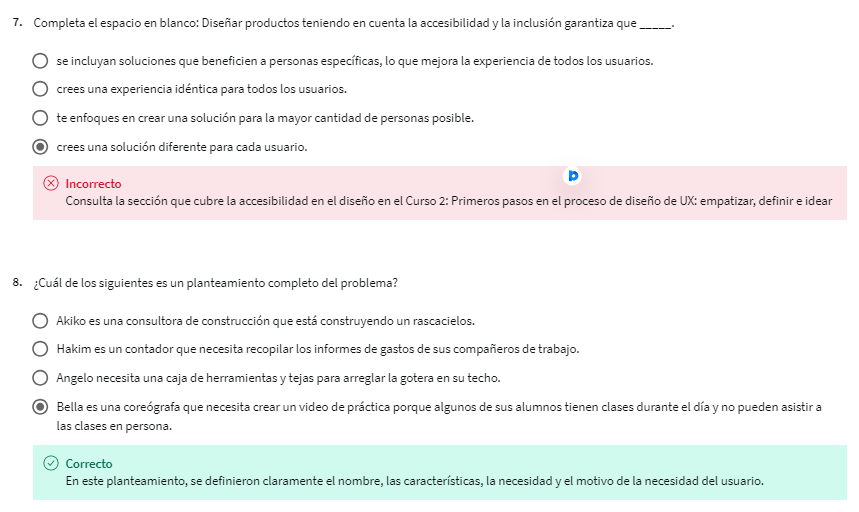 7. Completa el espacio en blanco: Diseñar productos teniendo en cuenta la accesibilidad y la inclusión garantiza que _____.
se incluyan soluciones que beneficien a personas específicas, lo que mejora la experiencia de todos los usuarios.
crees una experiencia idéntica para todos los usuarios.
te enfoques en crear una solución para la mayor cantidad de personas posible.
crees una solución diferente para cada usuario.
Incorrecto
Consulta la sección que cubre la accesibilidad en el diseño en el Curso 2: Primeros pasos en el proceso de diseño de UX: empatizar, definir e idear
8. ¿Cuál de los siguientes es un planteamiento completo del problema?
Akiko es una consultora de construcción que está construyendo un rascacielos.
Hakim es un contador que necesita recopilar los informes de gastos de sus compañeros de trabajo.
Angelo necesita una caja de herramientas y tejas para arreglar la gotera en su techo.
Bella es una coreógrafa que necesita crear un video de práctica porque algunos de sus alumnos tienen clases durante el día y no pueden asistir a
las clases en persona.
Correcto
En este planteamiento, se definieron claramente el nombre, las características, la necesidad y el motivo de la necesidad del usuario.